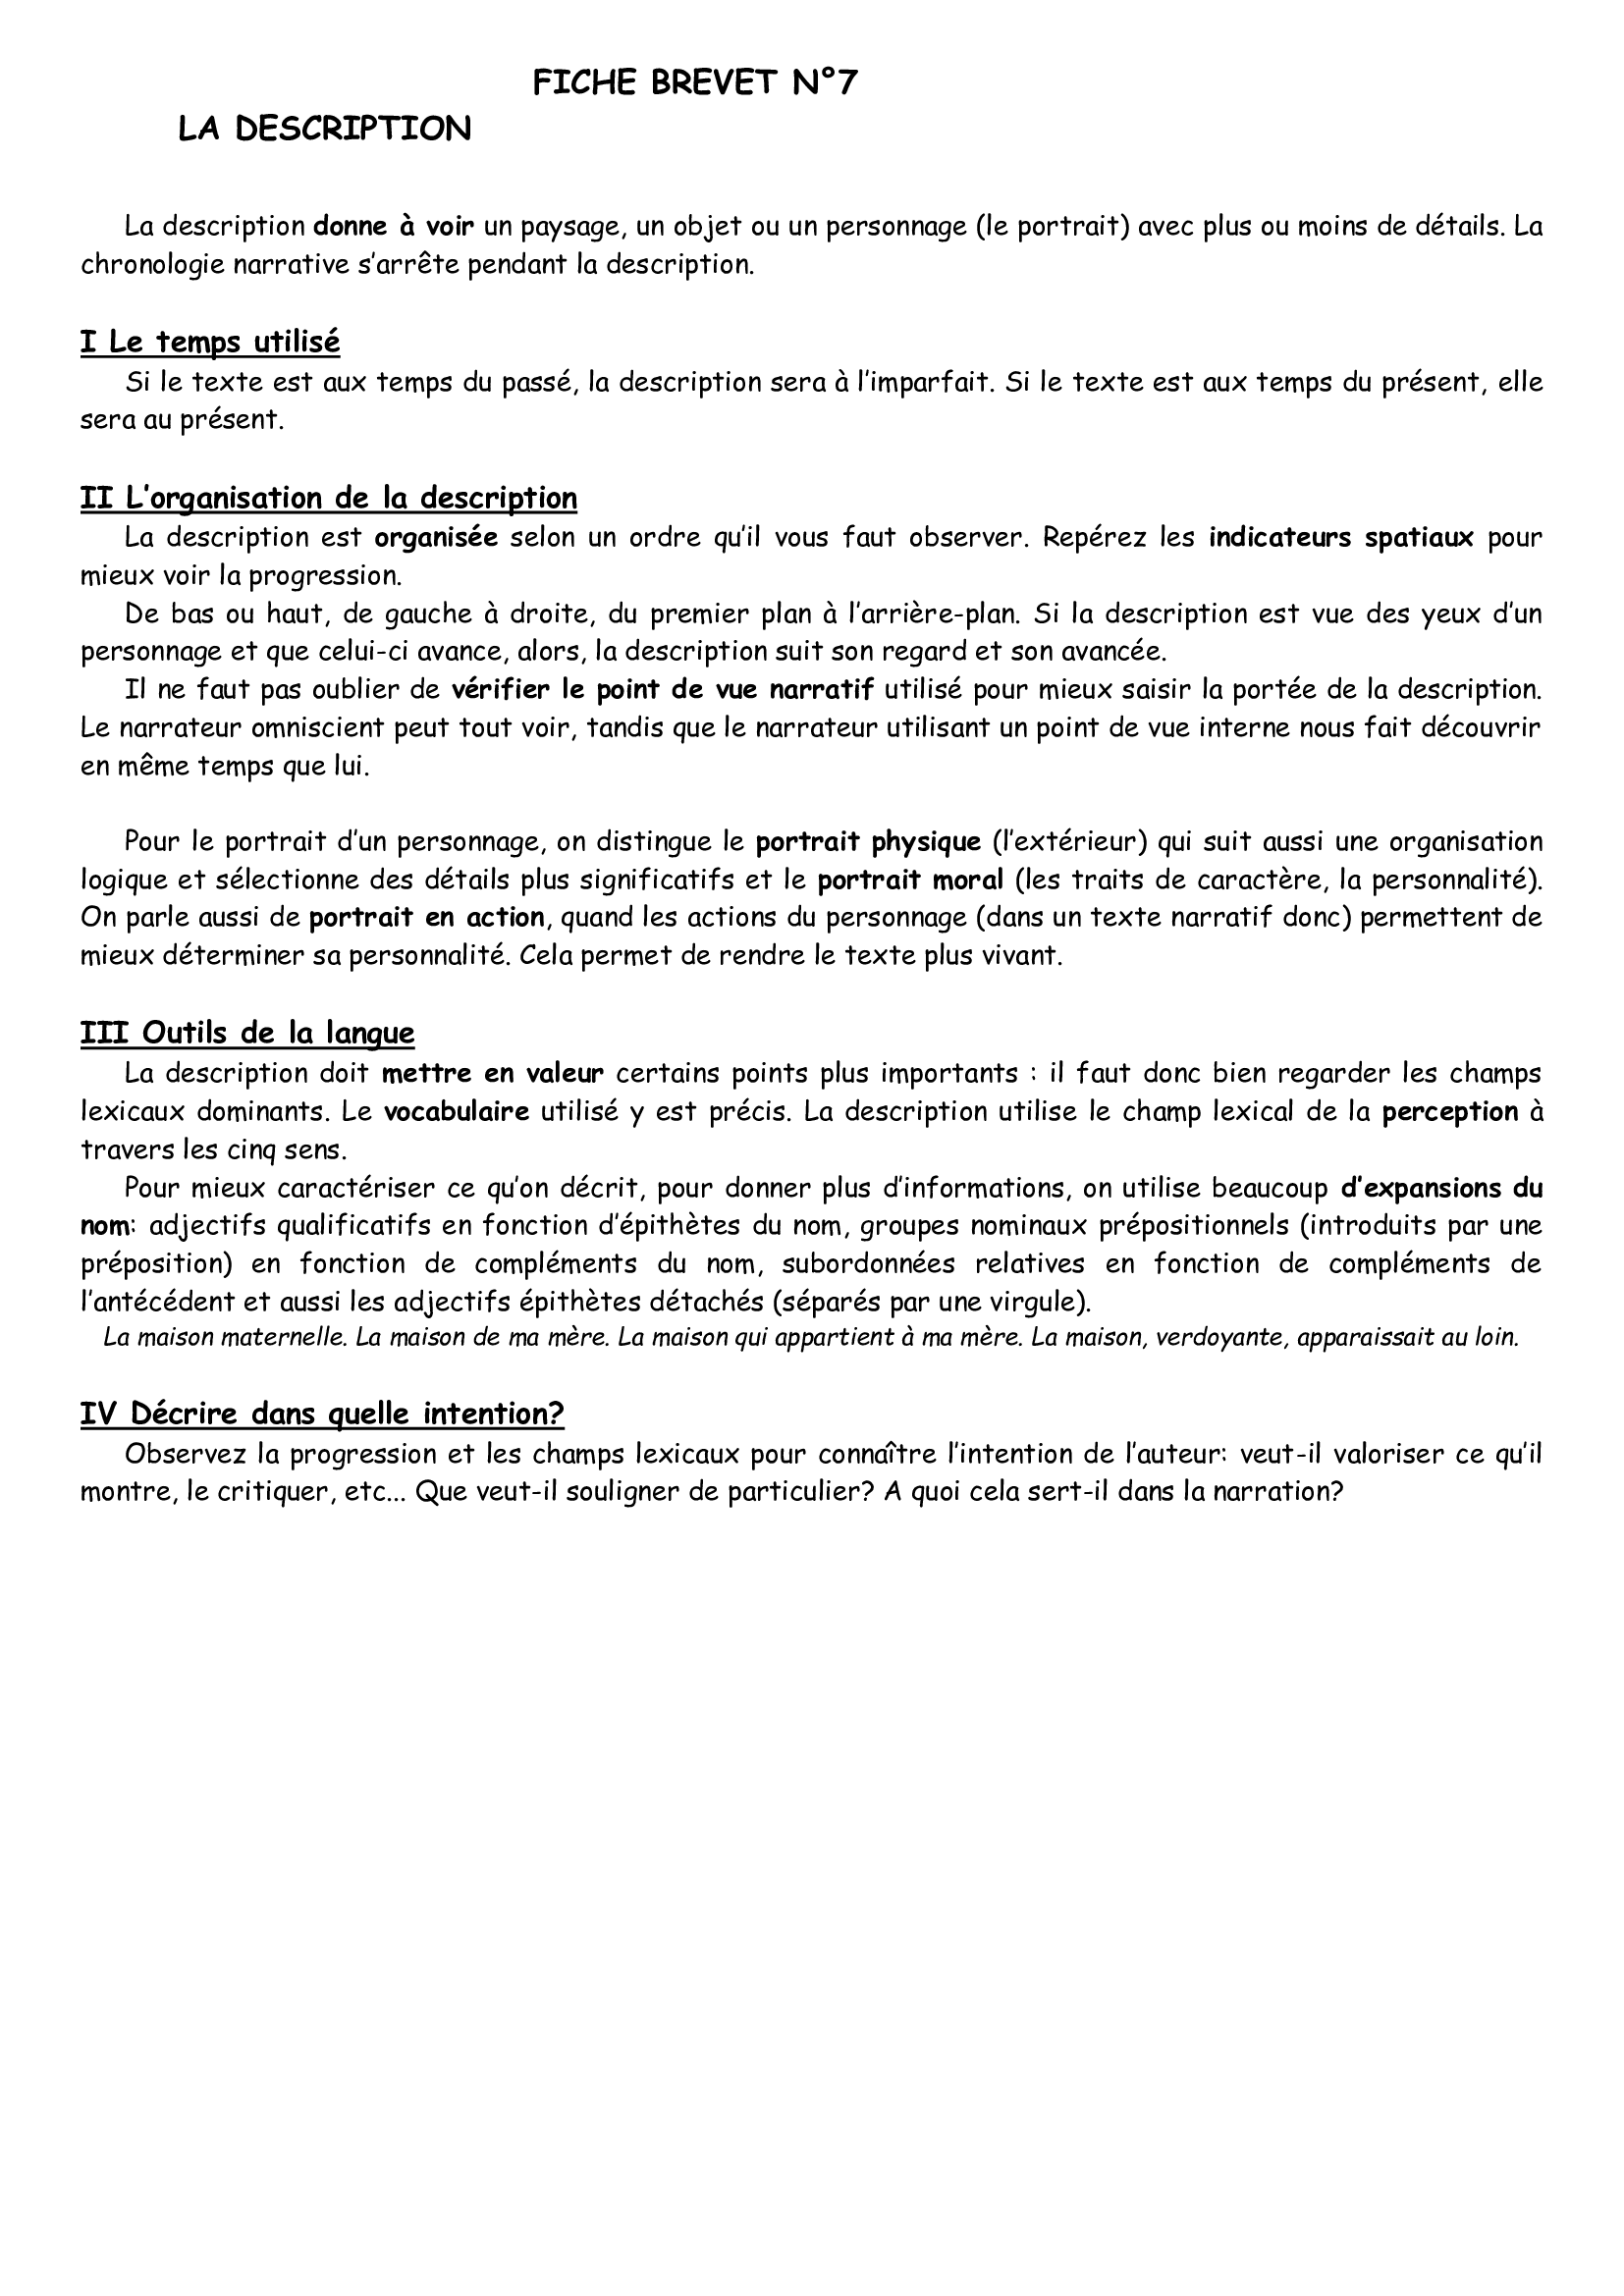 FICHE BREVET N°7
LA DESCRIPTION
La description donne à voir un paysage, un objet ou un personnage (le portrait) avec plus ou moins de détails. La
chronologie narrative s'arrête pendant la description.
I Le temps utilisé
Si le texte est aux temps du passé, la description sera à l'imparfait. Si le texte est aux temps du présent, elle
sera au présent.
II L'organisation de la description
La description est organisée selon un ordre qu'il vous faut observer. Repérez les indicateurs spatiaux pour
mieux voir la progression.
De bas ou haut, de gauche à droite, du premier plan à l'arrière-plan. Si la description est vue des yeux d'un
personnage et que celui-ci avance, alors, la description suit son regard et son avancée.
Il ne faut pas oublier de vérifier le point de vue narratif utilisé pour mieux saisir la portée de la description.
Le narrateur omniscient peut tout voir, tandis que le narrateur utilisant un point de vue interne nous fait découvrir
en même temps que lui.
Pour le portrait d'un personnage, on distingue le portrait physique (l'extérieur) qui suit aussi une organisation
logique et sélectionne des détails plus significatifs et le portrait moral (les traits de caractère, la personnalité).
On parle aussi de portrait en action, quand les actions du personnage (dans un texte narratif donc) permettent de
mieux déterminer sa personnalité. Cela permet de rendre le texte plus vivant.
III Outils de la langue
La description doit mettre en valeur certains points plus importants : il faut donc bien regarder les champs
lexicaux dominants. Le vocabulaire utilisé y est précis. La description utilise le champ lexical de la perception à
travers les cinq sens.
Pour mieux caractériser ce qu'on décrit, pour donner plus d'informations, on utilise beaucoup d'expansions du
nom: adjectifs qualificatifs en fonction d'épithètes du nom, groupes nominaux prépositionnels (introduits par une
préposition) en fonction de compléments du nom, subordonnées relatives en fonction de compléments de
l'antécédent et aussi les adjectifs épithètes détachés (séparés par une virgule).
La maison maternelle. La maison de ma mère. La maison qui appartient à ma mère. La maison, verdoyante, apparaissait au loin.
IV Décrire dans quelle intention?
Observez la progression et les champs lexicaux pour connaître l'intention de l'auteur: veut-il valoriser ce qu'il
montre, le critiquer, etc... Que veut-il souligner de particulier? A quoi cela sert-il dans la narration?